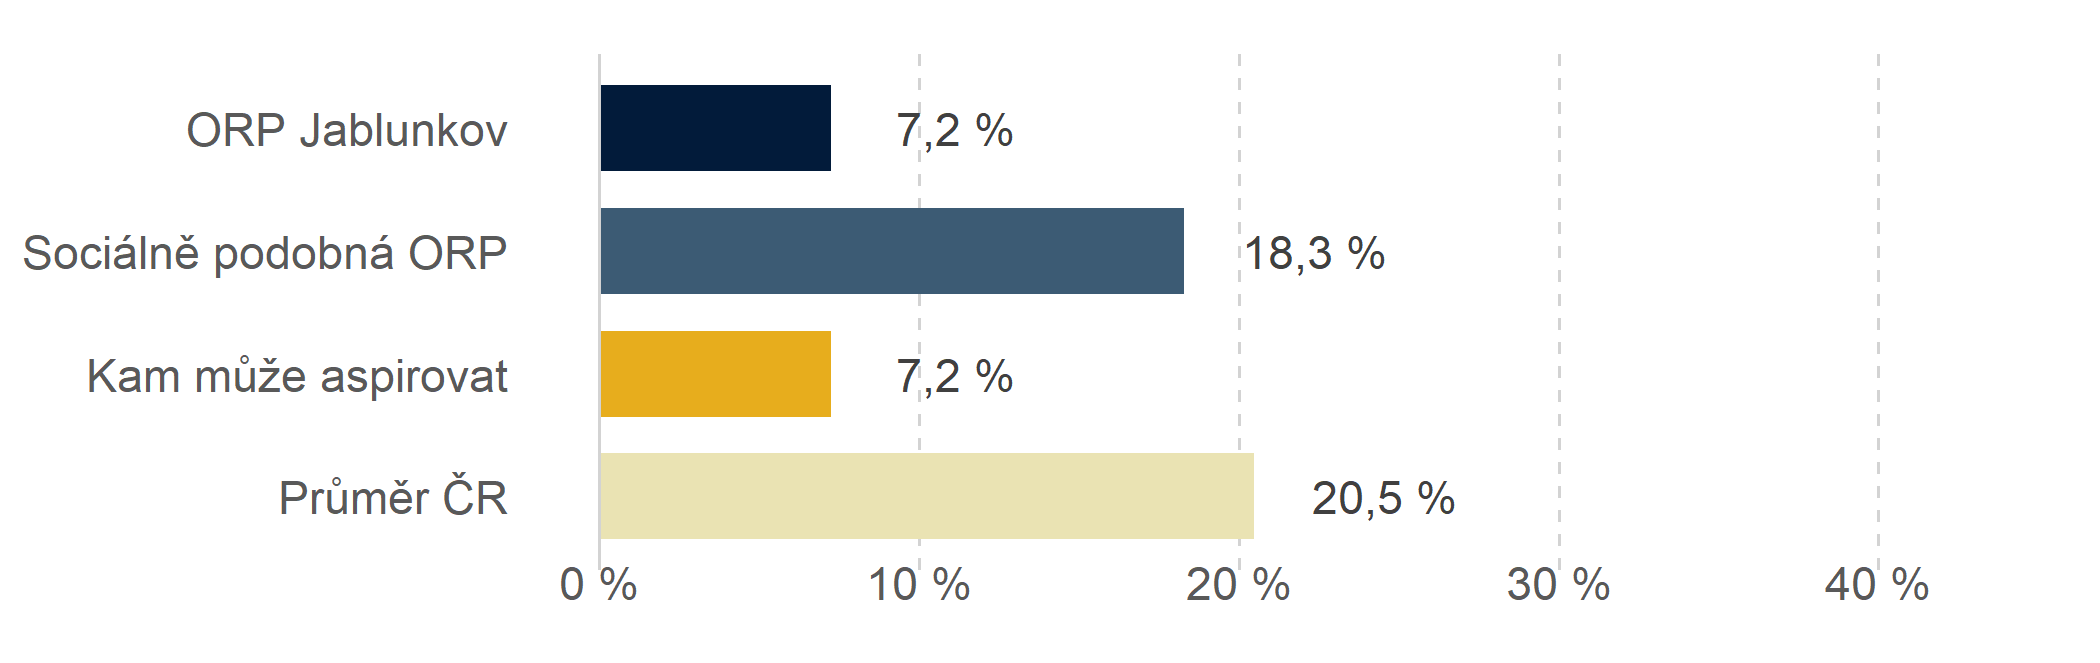 ORP Jablunkov
7,2 %
Sociálně podobná ORP
18,3 %
Kam může aspirovat
7,2 %
Průměr ČR
20,5 %
0 %
10 %
20 %
30 %
40 %